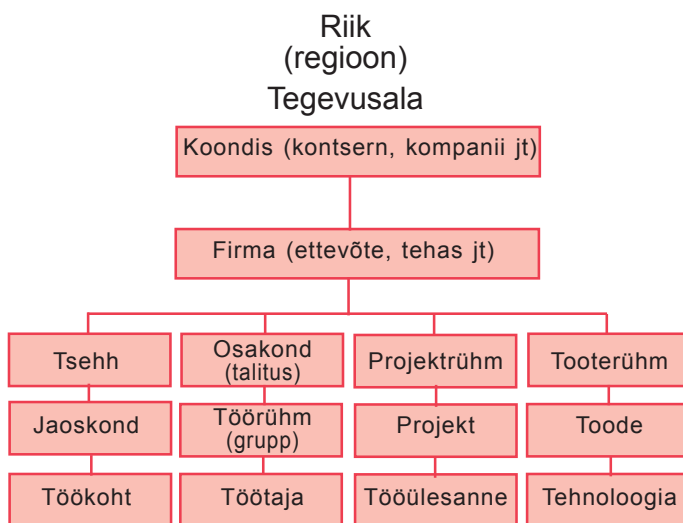 Riik
(regioon)
Tegevusala
Koondis (kontsern, kompanii jt)
Firma (ettevõte, tehas jt)
Tsehh
Osakond
(talitus)
Projektrühm
Tooterühm
Jaoskond
Töörühm
(grupp)
Projekt
Toode
Töökoht
Töötaja
Tööülesanne
Tehnoloogia